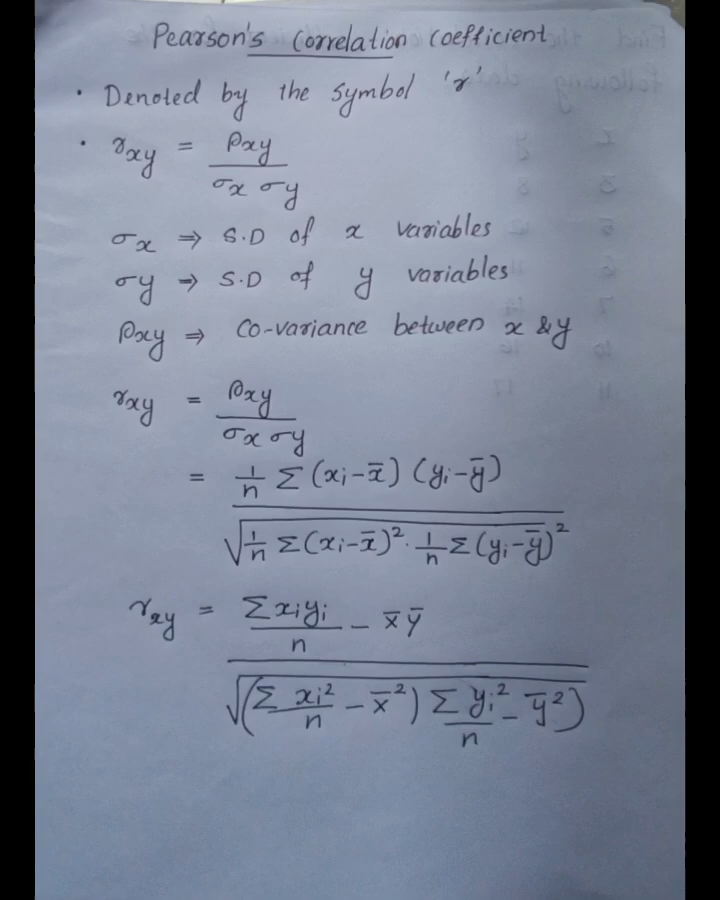 Pearson's Correlation Coefficient
• Denoted by the symbol 'r'
• rxy = ρxy / σx σy
σx ⇒ S.D of x variables
σy ⇒ S.D of y variables
ρxy ⇒ Co-variance between x & y
rxy = ρxy / σx σy
= 1/n Σ (xi - x̄) (yi - ȳ)
√1/n Σ(xi - x̄)² · 1/n Σ(yi - ȳ)²
rxy = Σxiyi / n - x̄ ȳ
√(Σ xi² / n - x̄²) Σ yi² / n - ȳ²)